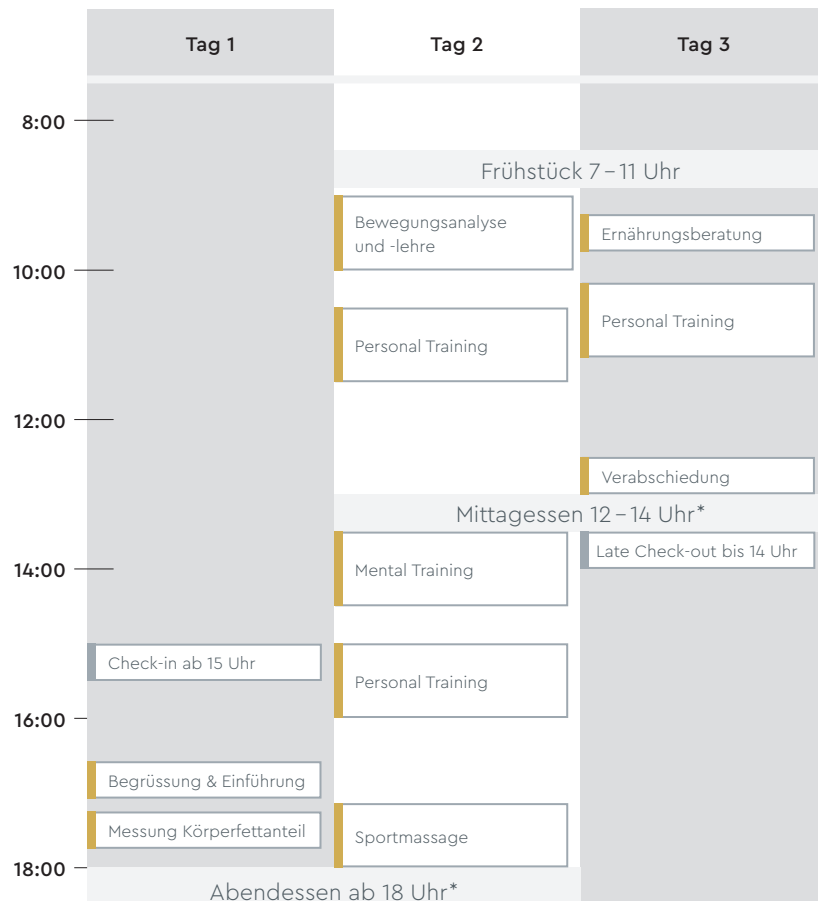 Tag 1
Tag 2
Tag 3
8:00
Frühstück 7 – 11 Uhr
Bewegungsanalyse
und -lehre
Ernährungsberatung
10:00
Personal Training
Personal Training
12:00
Verabschiedung
Mittagessen 12 – 14 Uhr*
Late Check-out bis 14 Uhr
14:00
Mental Training
Check-in ab 15 Uhr
Personal Training
16:00
Begrüssung & Einführung
Messung Körperfettanteil
Sportmassage
18:00
Abendessen ab 18 Uhr*